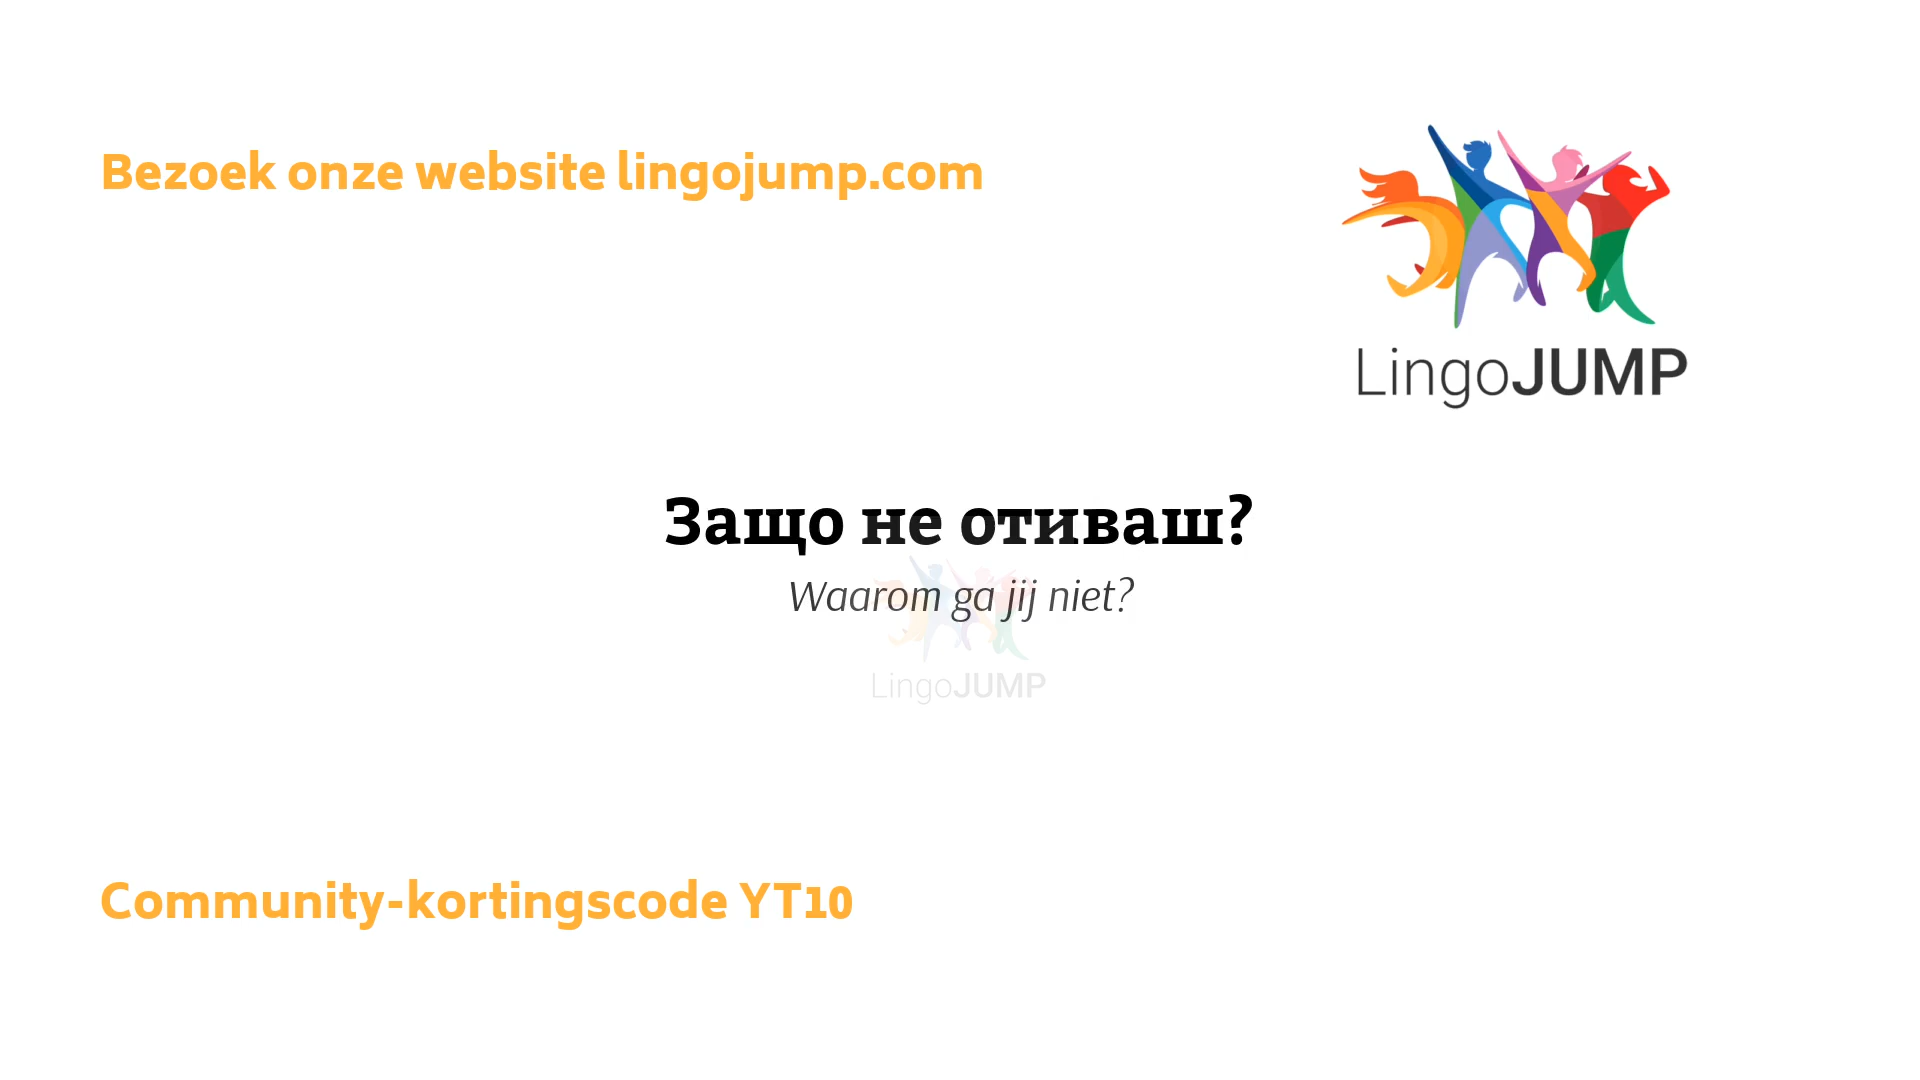 Bezoek onze website lingojump.com
LingoJUMP
Защо не отиваш?
Waarom ga jij niet?
LingoJUMP
Community-kortingscode YT10